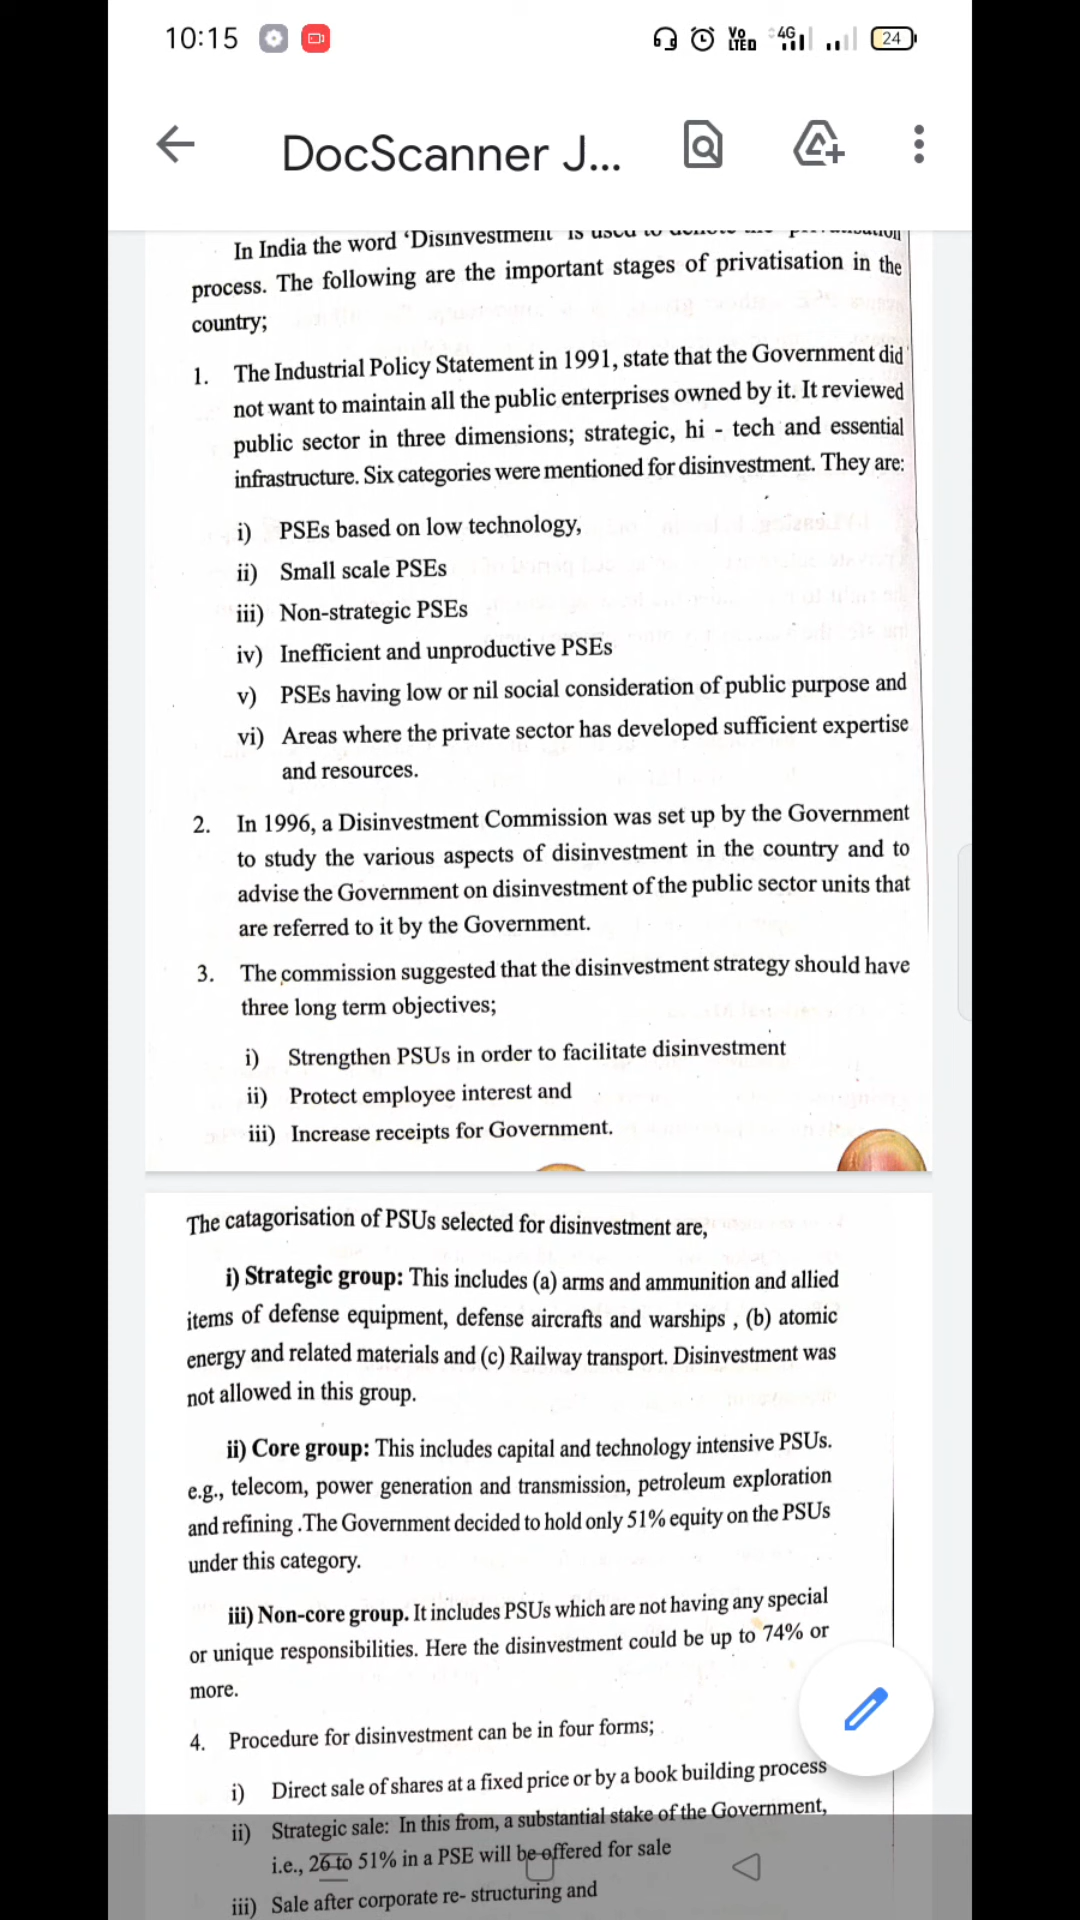 10:15
Vo LTE 4G 24
DocScanner J...
In India the word ‘Disinvestment’ is used to denote the privatisation
process. The following are the important stages of privatisation in the
country;
1. The Industrial Policy Statement in 1991, state that the Government did
not want to maintain all the public enterprises owned by it. It reviewed
public sector in three dimensions; strategic, hi - tech and essential
infrastructure. Six categories were mentioned for disinvestment. They are:
i) PSEs based on low technology,
ii) Small scale PSEs
iii) Non-strategic PSEs
iv) Inefficient and unproductive PSEs
v) PSEs having low or nil social consideration of public purpose and
vi) Areas where the private sector has developed sufficient expertise
and resources.
2. In 1996, a Disinvestment Commission was set up by the Government
to study the various aspects of disinvestment in the country and to
advise the Government on disinvestment of the public sector units that
are referred to it by the Government.
3. The commission suggested that the disinvestment strategy should have
three long term objectives;
i) Strengthen PSUs in order to facilitate disinvestment
ii) Protect employee interest and
iii) Increase receipts for Government.
The catagorisation of PSUs selected for disinvestment are,
i) Strategic group: This includes (a) arms and ammunition and allied
items of defense equipment, defense aircrafts and warships , (b) atomic
energy and related materials and (c) Railway transport. Disinvestment was
not allowed in this group.
ii) Core group: This includes capital and technology intensive PSUs.
e.g., telecom, power generation and transmission, petroleum exploration
and refining .The Government decided to hold only 51% equity on the PSUs
under this category.
iii) Non-core group. It includes PSUs which are not having any special
or unique responsibilities. Here the disinvestment could be up to 74% or
more.
4. Procedure for disinvestment can be in four forms;
i) Direct sale of shares at a fixed price or by a book building process
ii) Strategic sale: In this from, a substantial stake of the Government,
i.e., 26 to 51% in a PSE will be offered for sale
iii) Sale after corporate re- structuring and